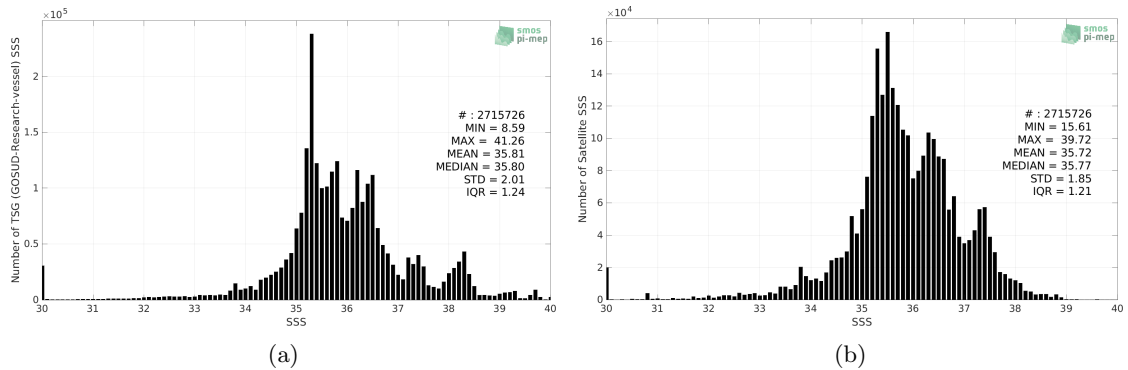 ×10^5
Number of TSG (GOSUD-Research-vessel) SSS
2
1.5
1
0.5
0
30 31 32 33 34 35 36 37 38 39 40
SSS
smos
pi-mep
# : 2715726
MIN = 8.59
MAX = 41.26
MEAN = 35.81
MEDIAN = 35.80
STD = 2.01
IQR = 1.24
(a)
×10^4
Number of Satellite SSS
16
14
12
10
8
6
4
2
0
30 31 32 33 34 35 36 37 38 39 40
SSS
smos
pi-mep
# : 2715726
MIN = 15.61
MAX = 39.72
MEAN = 35.72
MEDIAN = 35.77
STD = 1.85
IQR = 1.21
(b)